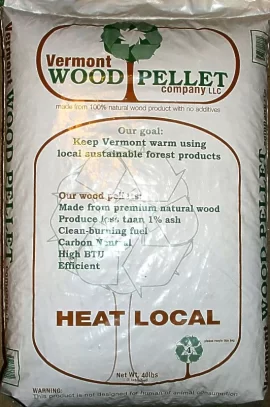 Vermont
WOOD PELLET
company LLC
made from 100% natural wood product with no additives
Our goal:
Keep Vermont warm using
local sustainable forest products
Our wood pellets:
Made from premium natural wood
Produce less than 1% ash
Clean-burning fuel
Carbon Neutral
High BTU
Efficient
HEAT LOCAL
Net Wt. 40lbs
WARNING:
This product is not designed for human or animal consumption
Vermont WOOD PELLET
WOOD PELLET